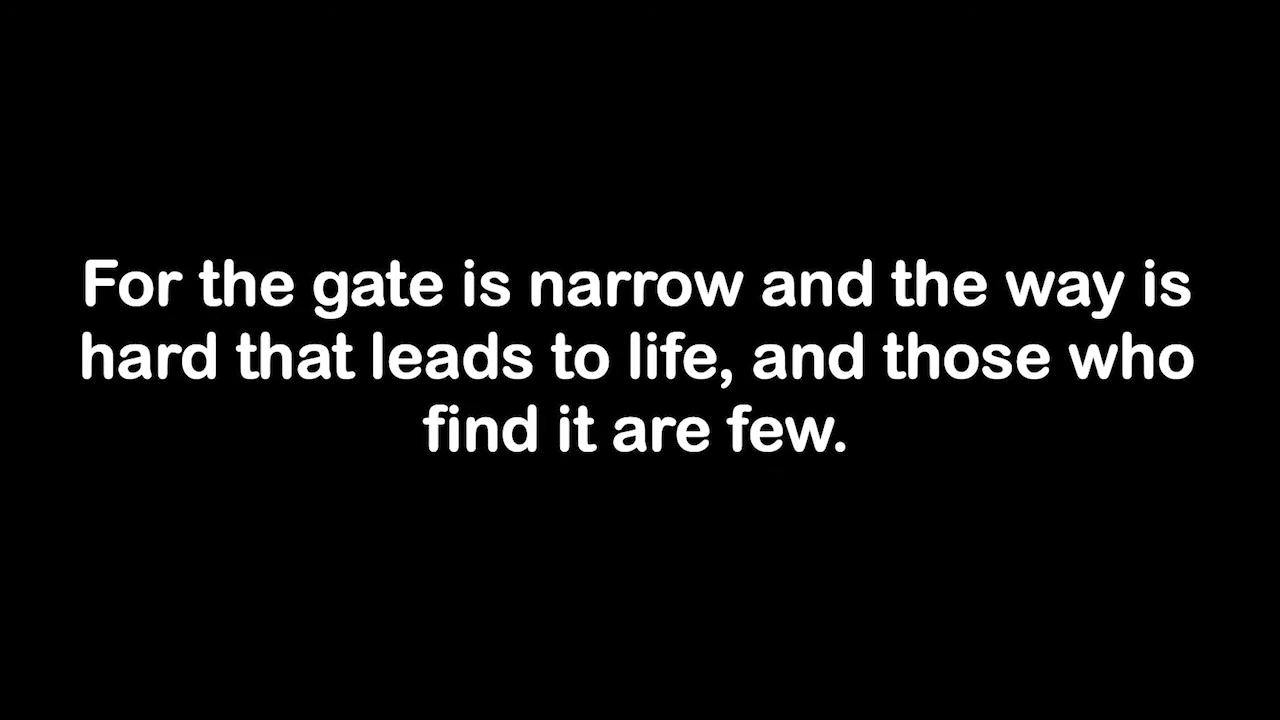 For the gate is narrow and the way is
hard that leads to life, and those who
find it are few.